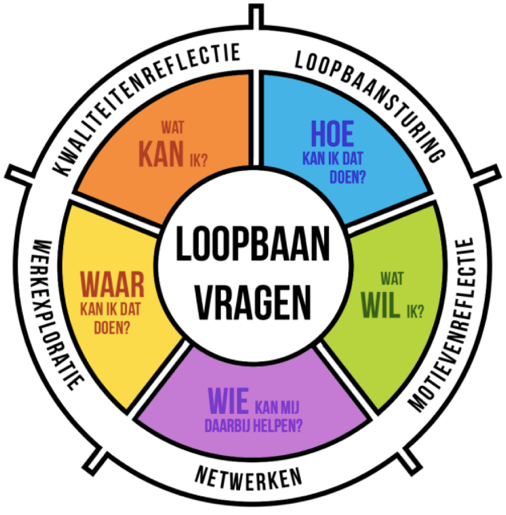 KWALITEITENREFLECTIE
LOOPBAANSTURING
WAT
KAN IK?
HOE
KAN IK DAT
DOEN?
LOOPBAAN
VRAGEN
WAAR
KAN IK DAT
DOEN?
WAT
WIL IK?
WERKEXPLORATIE
MOTIEVENREFLECTIE
WIE KAN MIJ
DAARBIJ HELPEN?
NETWERKEN